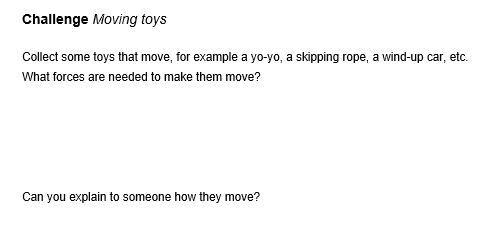 Challenge Moving toys
Collect some toys that move, for example a yo-yo, a skipping rope, a wind-up car, etc.
What forces are needed to make them move?
Can you explain to someone how they move?